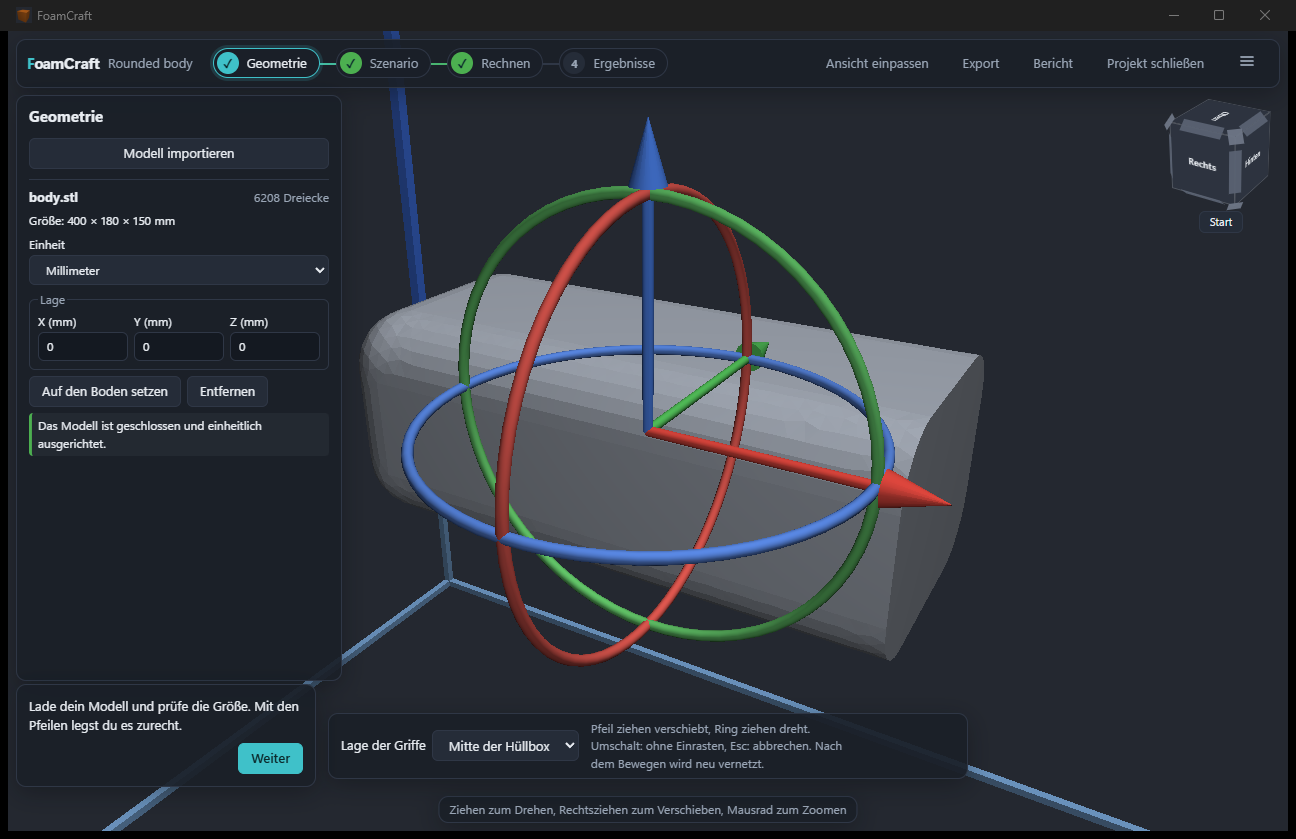 FoamCraft
FoamCraft Rounded body
Geometrie
Szenario
Rechnen
4 Ergebnisse
Ansicht einpassen
Export
Bericht
Projekt schließen
Geometrie
Modell importieren
body.stl
6208 Dreiecke
Größe: 400 × 180 × 150 mm
Einheit
Millimeter
Lage
X (mm) Y (mm) Z (mm)
0 0 0
Auf den Boden setzen
Entfernen
Das Modell ist geschlossen und einheitlich
ausgerichtet.
Rechts
Start
Lade dein Modell und prüfe die Größe. Mit den
Pfeilen legst du es zurecht.
Weiter
Lage der Griffe
Mitte der Hüllbox
Pfeil ziehen verschiebt, Ring ziehen dreht.
Umschalt: ohne Einrasten, Esc: abbrechen. Nach
dem Bewegen wird neu vernetzt.
Ziehen zum Drehen, Rechtsziehen zum Verschieben, Mausrad zum Zoomen